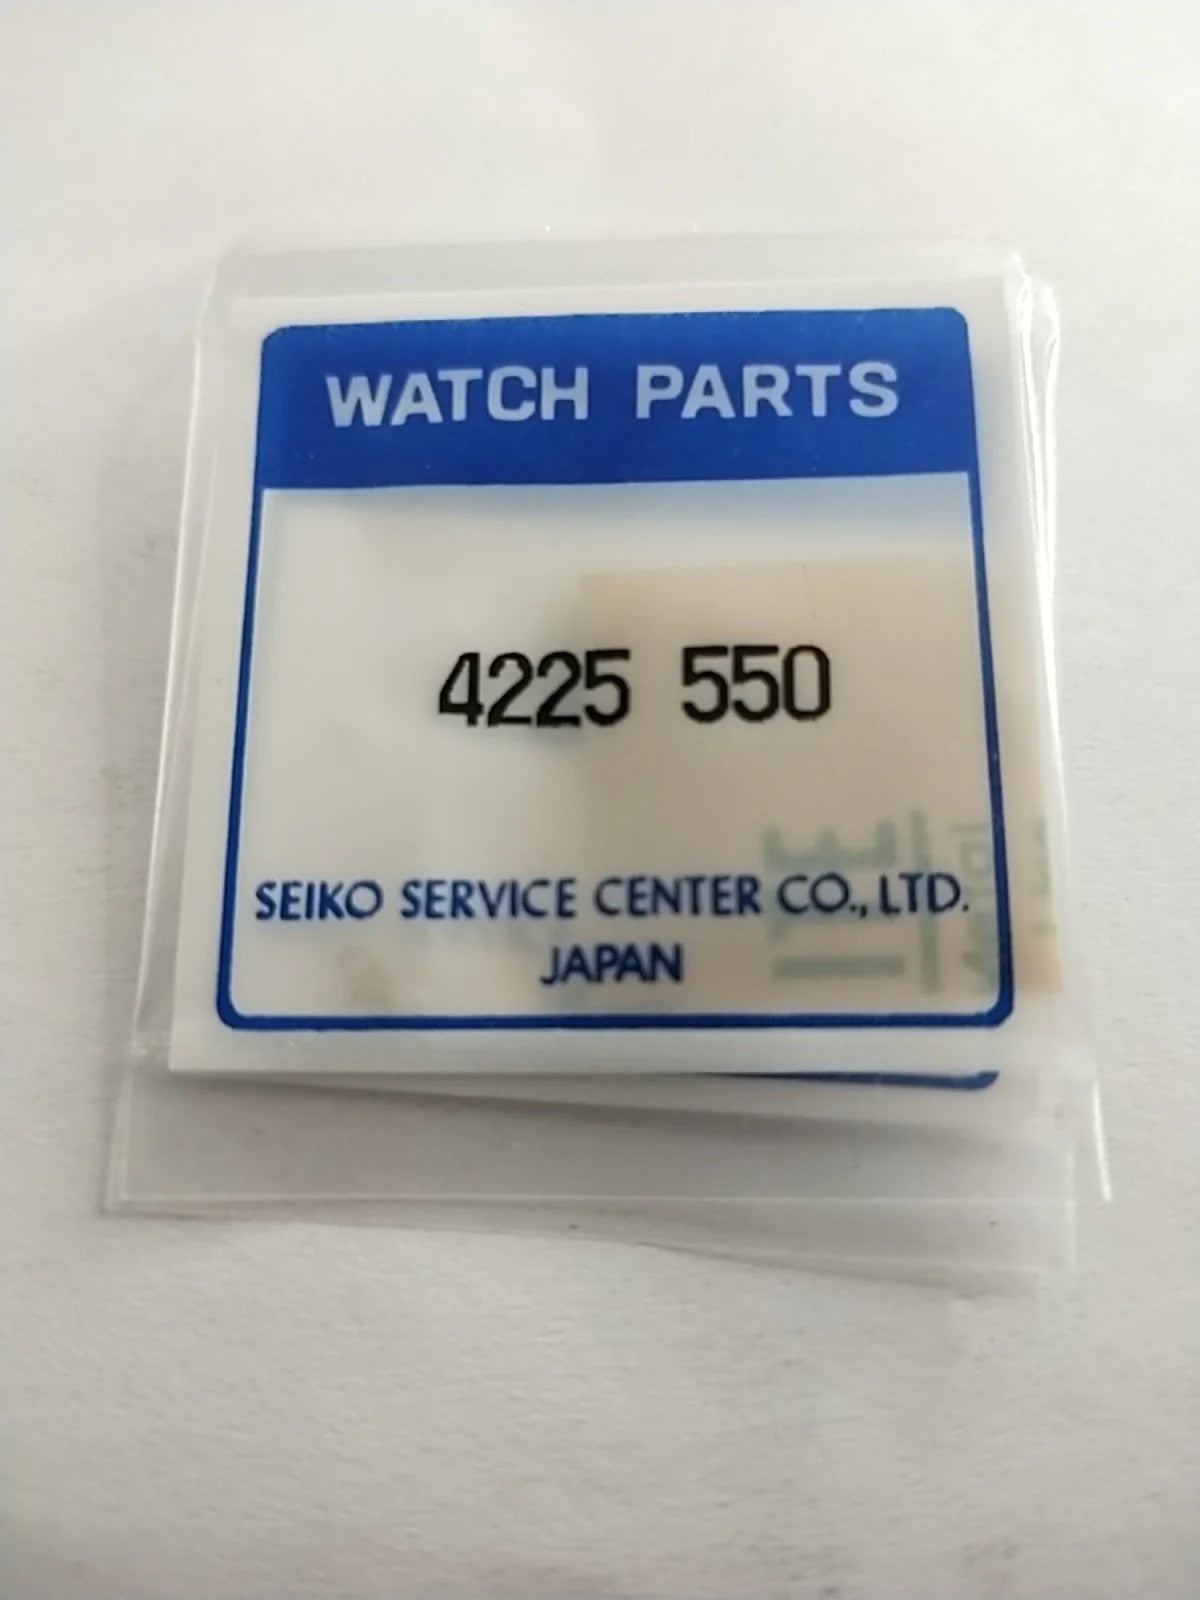 WATCH PARTS
4225 550
SEIKO SERVICE CENTER CO., LTD.
JAPAN